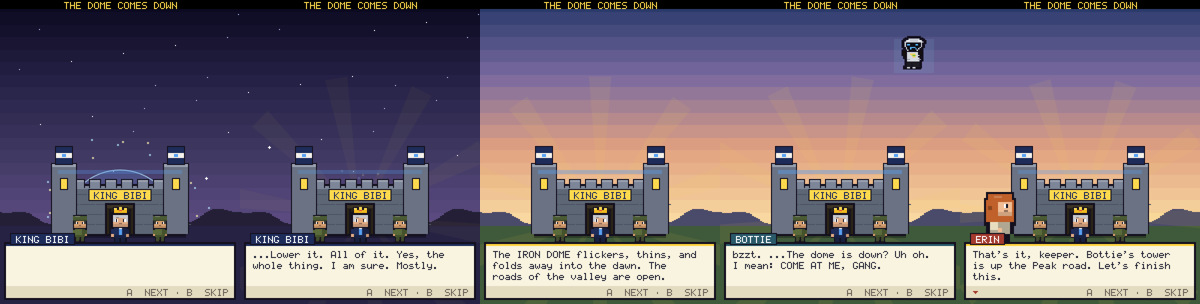 THE DOME COMES DOWN
KING BIBI
KING BIBI
A NEXT · B SKIP
THE DOME COMES DOWN
KING BIBI
KING BIBI
...Lower it. All of it. Yes, the
whole thing. I am sure. Mostly.
A NEXT · B SKIP
THE DOME COMES DOWN
KING BIBI
The IRON DOME flickers, thins, and
folds away into the dawn. The
roads of the valley are open.
A NEXT · B SKIP
THE DOME COMES DOWN
KING BIBI
BOTTIE
bzzt. ...The dome is down? Uh oh.
I mean: COME AT ME, GANG.
A NEXT · B SKIP
THE DOME COMES DOWN
KING BIBI
ERIN
That's it, keeper. Bottie's tower
is up the Peak road. Let's finish
this.
A NEXT · B SKIP